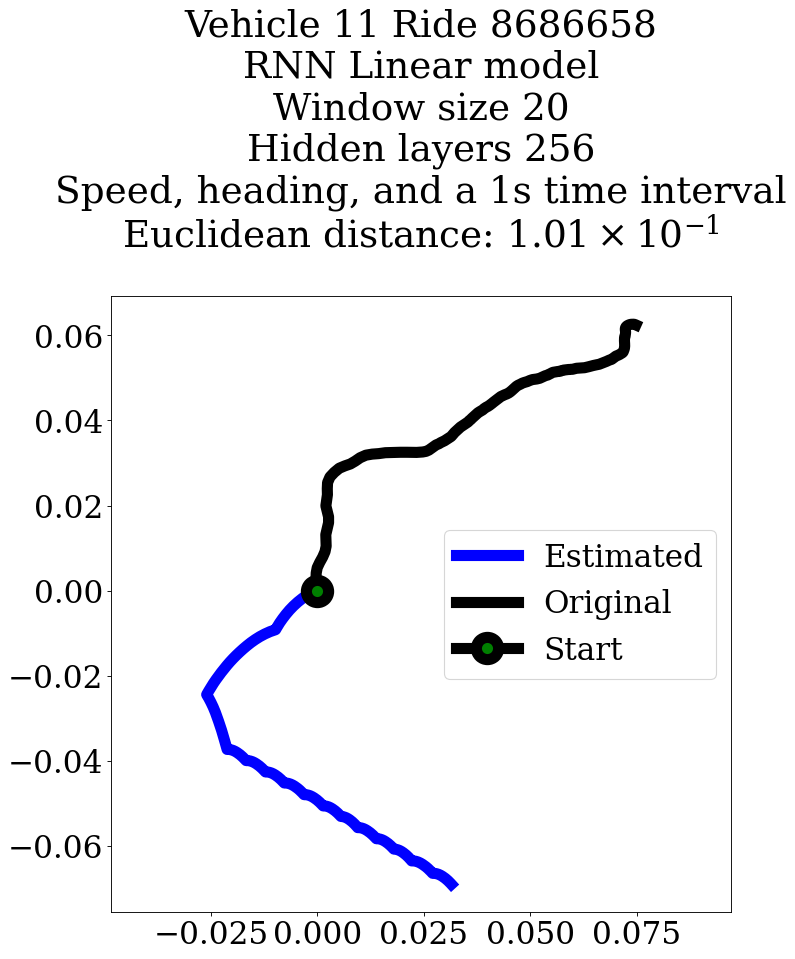 Vehicle 11 Ride 8686658
RNN Linear model
Window size 20
Hidden layers 256
Speed, heading, and a 1s time interval
Euclidean distance: 1.01 × 10⁻¹
0.06
0.04
0.02
0.00
−0.02
−0.04
−0.06
Estimated
Original
Start
−0.025 0.000 0.025 0.050 0.075